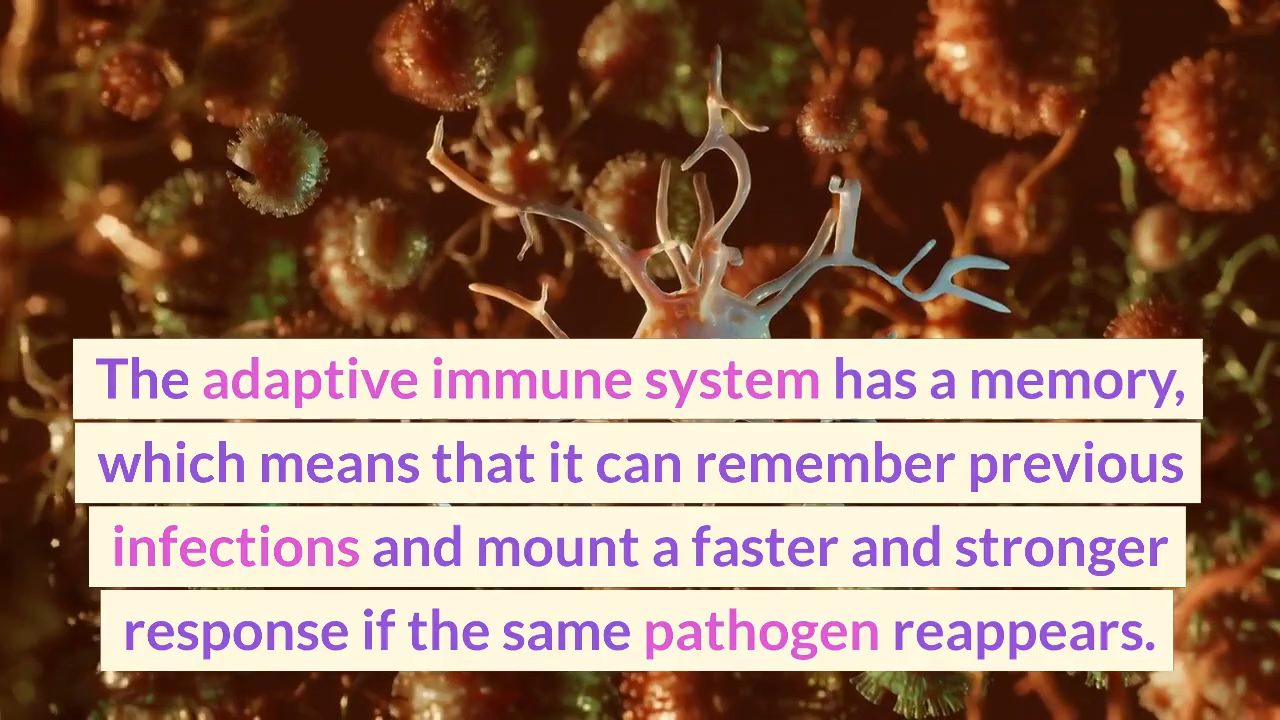 The adaptive immune system has a memory,
which means that it can remember previous
infections and mount a faster and stronger
response if the same pathogen reappears.